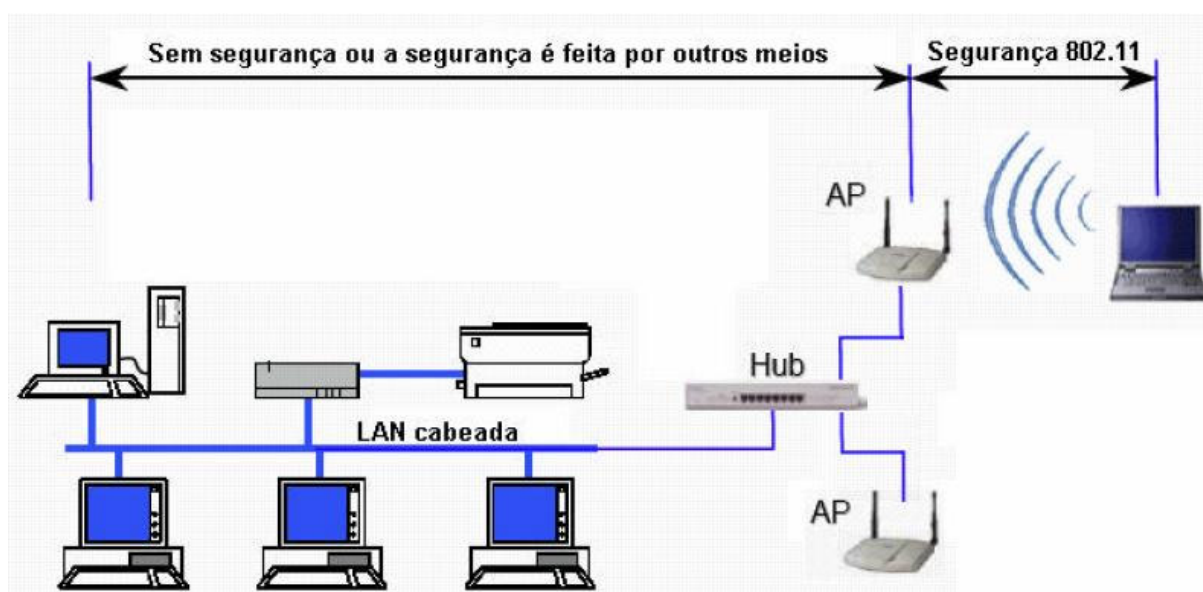 Sem segurança ou a segurança é feita por outros meios
Segurança 802.11
AP
Hub
LAN cabeada
AP